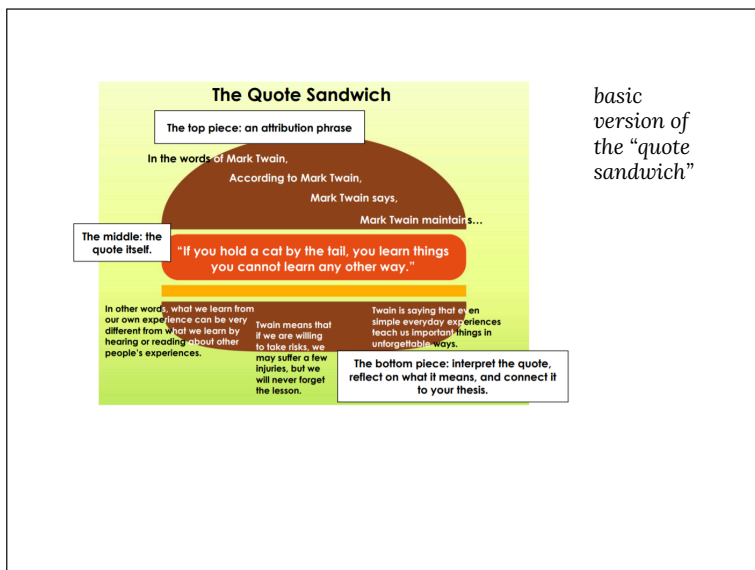 The Quote Sandwich
The top piece: an attribution phrase
In the words of Mark Twain,
According to Mark Twain,
Mark Twain says,
Mark Twain maintains…
The middle: the
quote itself.
“If you hold a cat by the tail, you learn things
you cannot learn any other way.”
In other words, what we learn from
our own experience can be very
different from what we learn by
hearing or reading about other
people’s experiences.
Twain means that
if we are willing
to take risks, we
may suffer a few
injuries, but we
will never forget
the lesson.
Twain is saying that even
simple everyday experiences
teach us important things in
unforgettable ways.
The bottom piece: interpret the quote,
reflect on what it means, and connect it
to your thesis.
basic
version of
the “quote
sandwich”